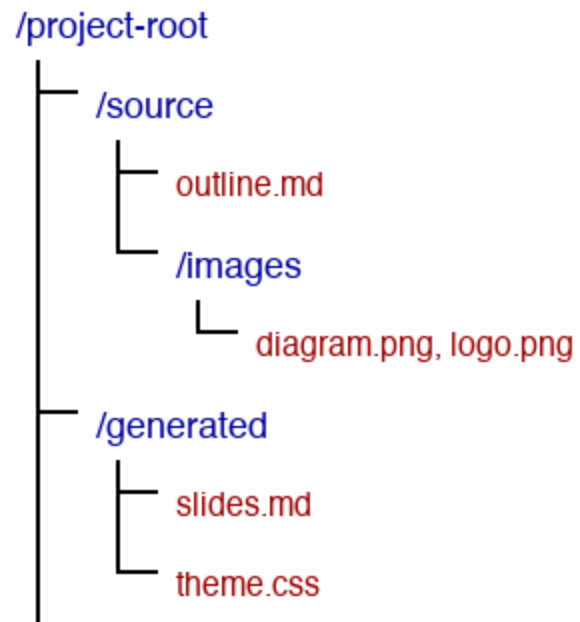 /project-root
/source
outline.md
/images
diagram.png, logo.png
/generated
slides.md
theme.css